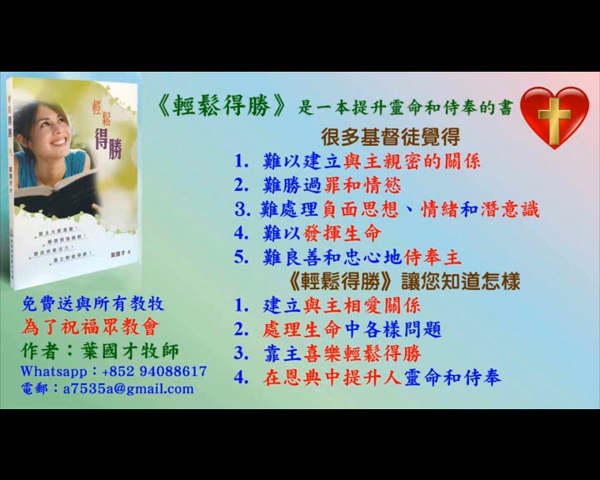 輕鬆
得勝
葉國才 著
《輕鬆得勝》是一本提升靈命和侍奉的書
很多基督徒覺得
1. 難以建立與主親密的關係
2. 難勝過罪和情慾
3. 難處理負面思想、情緒和潛意識
4. 難以發揮生命
5. 難良善和忠心地侍奉主
《輕鬆得勝》讓您知道怎樣
1. 建立與主相愛關係
2. 處理生命中各樣問題
3. 靠主喜樂輕鬆得勝
4. 在恩典中提升人靈命和侍奉
免費送與所有教牧
為了祝福眾教會
作者：葉國才牧師
Whatsapp：+852 94088617
電郵：a7535a@gmail.com